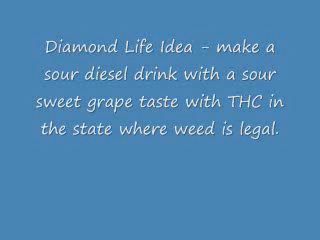 Diamond Life Idea - make a
sour diesel drink with a sour
sweet grape taste with THC in
the state where weed is legal.